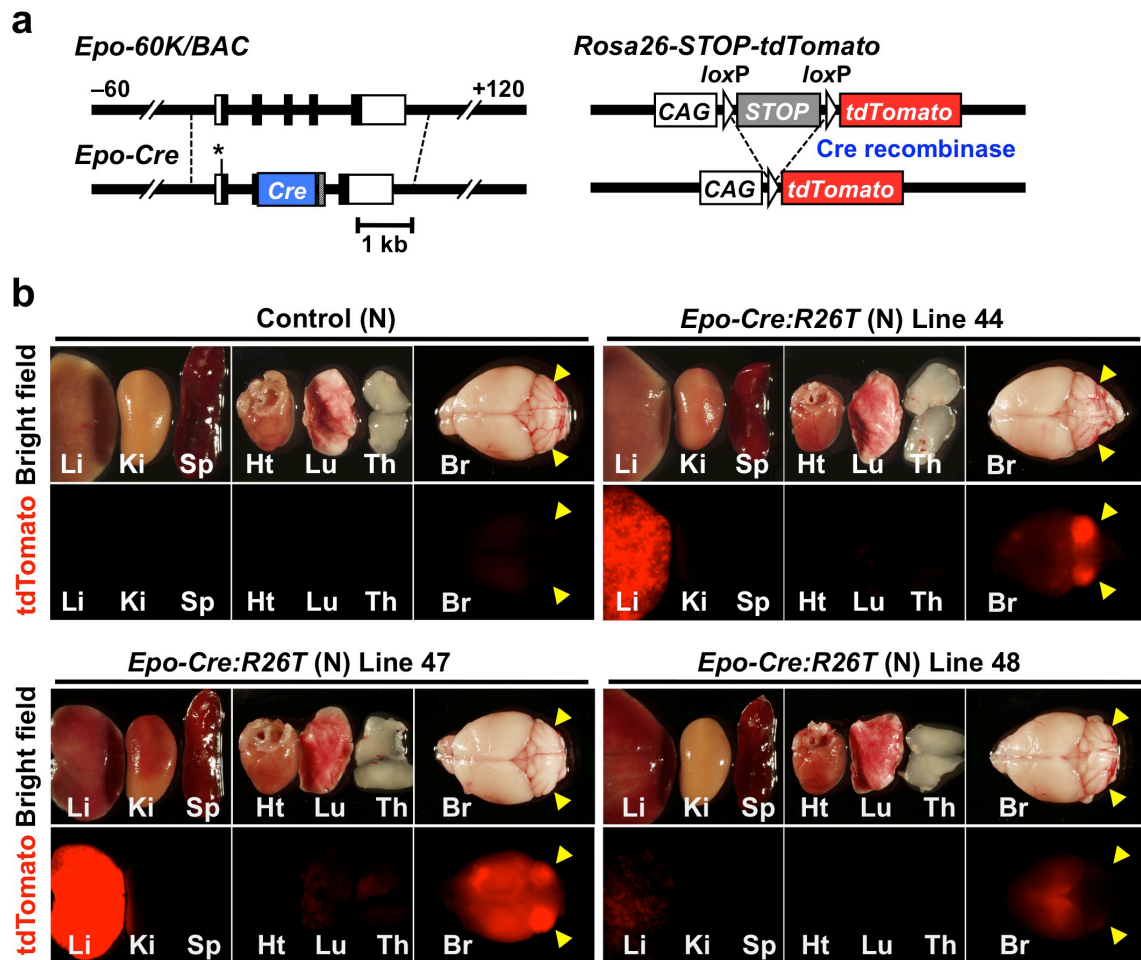 a
Epo-60K/BAC
Rosa26-STOP-tdTomato
–60
+120
loxP loxP
CAG STOP tdTomato
Epo-Cre
*
Cre
Cre recombinase
CAG tdTomato
1 kb
b
Control (N)
Epo-Cre:R26T (N) Line 44
Bright field
Li Ki Sp Ht Lu Th Br
Li Ki Sp Ht Lu Th Br
tdTomato
Li Ki Sp Ht Lu Th Br
Li Ki Sp Ht Lu Th Br
Epo-Cre:R26T (N) Line 47
Epo-Cre:R26T (N) Line 48
Bright field
Li Ki Sp Ht Lu Th Br
Li Ki Sp Ht Lu Th Br
tdTomato
Li Ki Sp Ht Lu Th Br
Li Ki Sp Ht Lu Th Br